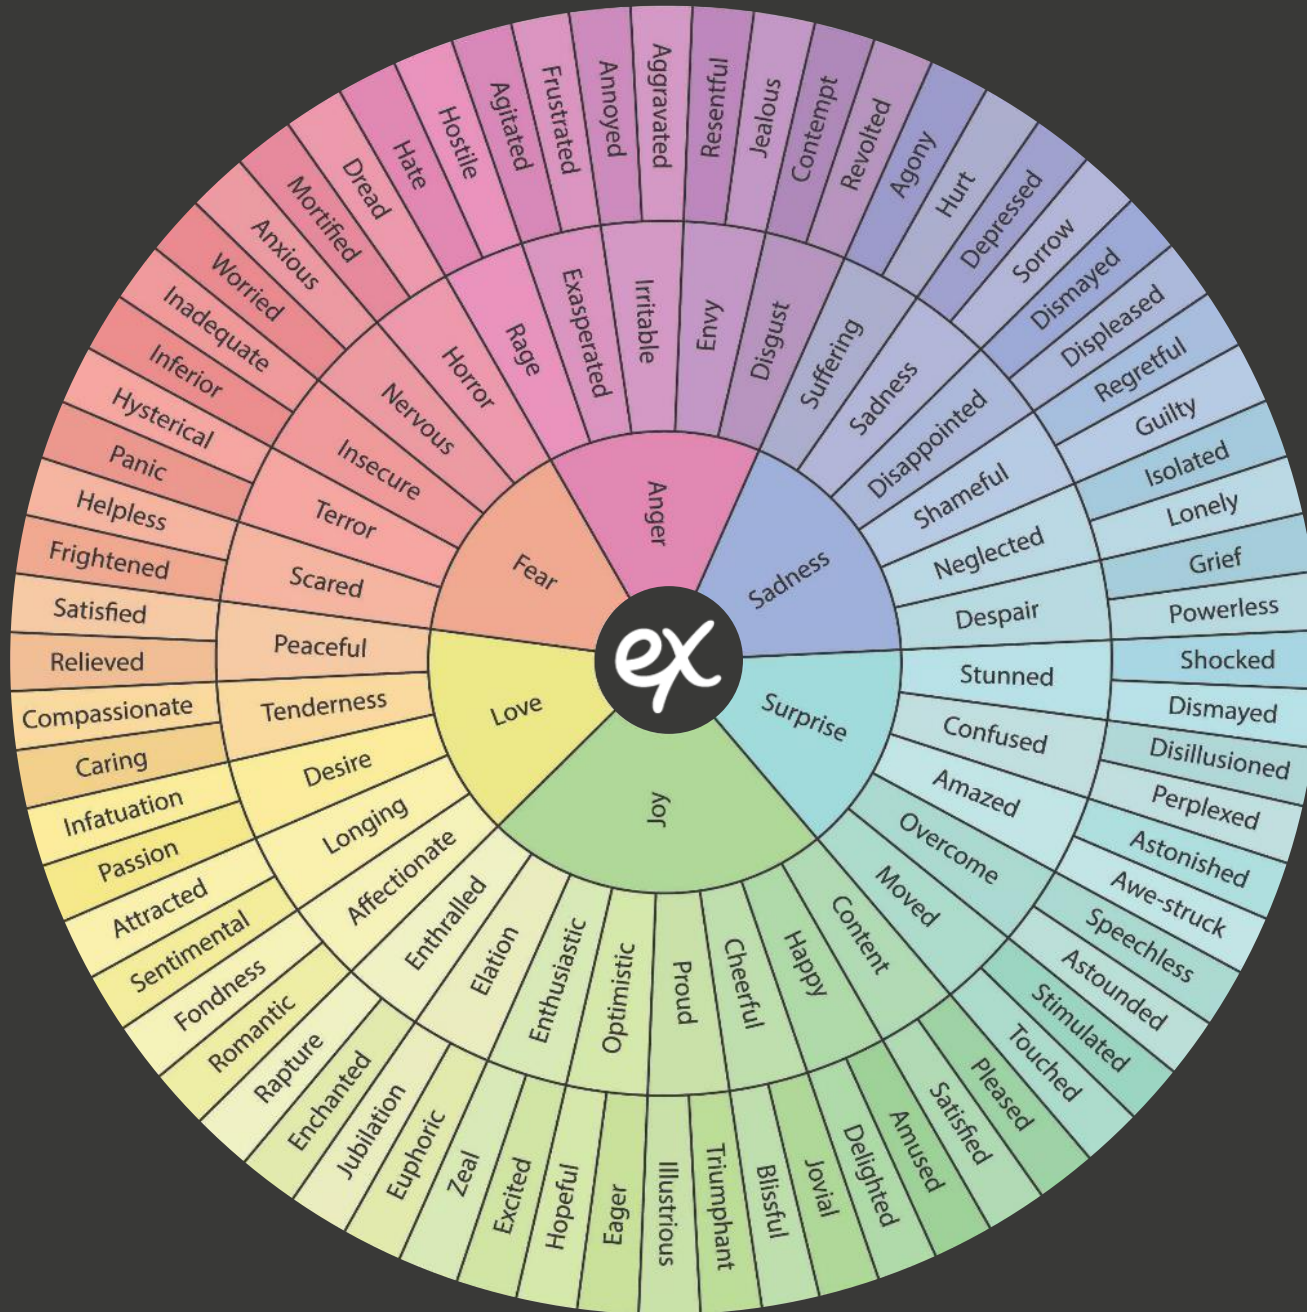 ex
Anger
Sadness
Surprise
Joy
Love
Fear
Rage
Exasperated
Irritable
Envy
Disgust
Suffering
Sadness
Disappointed
Shameful
Neglected
Despair
Stunned
Confused
Amazed
Overcome
Moved
Content
Happy
Cheerful
Proud
Optimistic
Enthusiastic
Elation
Enthralled
Affectionate
Longing
Desire
Tenderness
Peaceful
Scared
Terror
Insecure
Nervous
Horror
Hate
Hostile
Agitated
Frustrated
Annoyed
Aggravated
Resentful
Jealous
Contempt
Revolted
Agony
Hurt
Depressed
Sorrow
Dismayed
Displeased
Regretful
Guilty
Isolated
Lonely
Grief
Powerless
Shocked
Dismayed
Disillusioned
Perplexed
Astonished
Awe-struck
Speechless
Astounded
Stimulated
Touched
Pleased
Satisfied
Amused
Delighted
Jovial
Blissful
Triumphant
Illustrious
Eager
Hopeful
Excited
Zeal
Euphoric
Jubilation
Enchanted
Rapture
Romantic
Fondness
Sentimental
Attracted
Passion
Infatuation
Caring
Compassionate
Relieved
Satisfied
Frightened
Helpless
Panic
Hysterical
Inferior
Inadequate
Worried
Anxious
Mortified
Dread